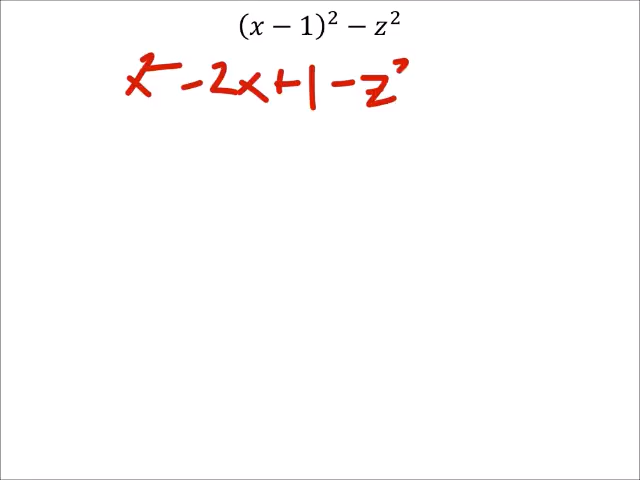 (x − 1)² − z²
x² − 2x + 1 − z²